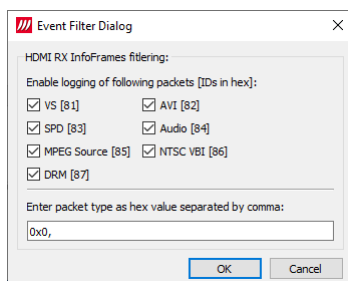 Event Filter Dialog
HDMI RX InfoFrames fitlering:
Enable logging of following packets [IDs in hex]:
VS [81] AVI [82]
SPD [83] Audio [84]
MPEG Source [85] NTSC VBI [86]
DRM [87]
Enter packet type as hex value separated by comma:
0x0,
OK Cancel